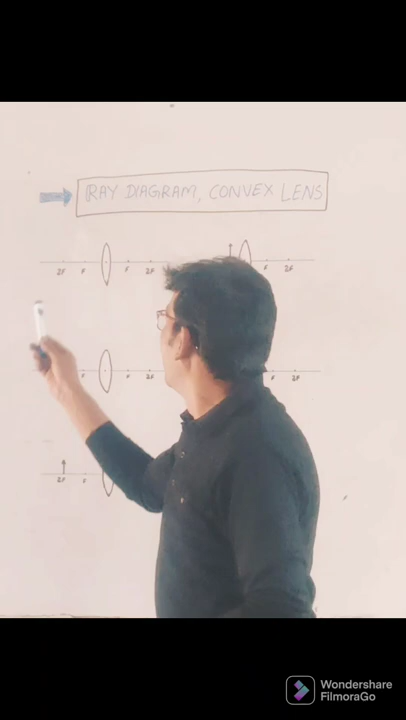 RAY DIAGRAM, CONVEX LENS
2F F F 2F F 2F
F F 2F F 2F
2F F
Wondershare
FilmoraGo